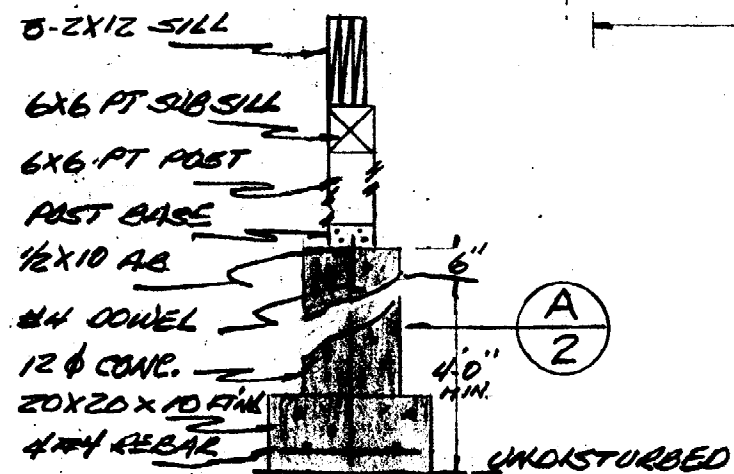 3-2X12 SILL
6X6 PT SUBSILL
6X6 PT POST
POST BASE
1/2X10 AB
#4 DOWEL
12 ϕ CONC.
20X20X10 FTNG
4 #4 REBAR
6"
4'-0"
MIN.
A
2
UNDISTURBED